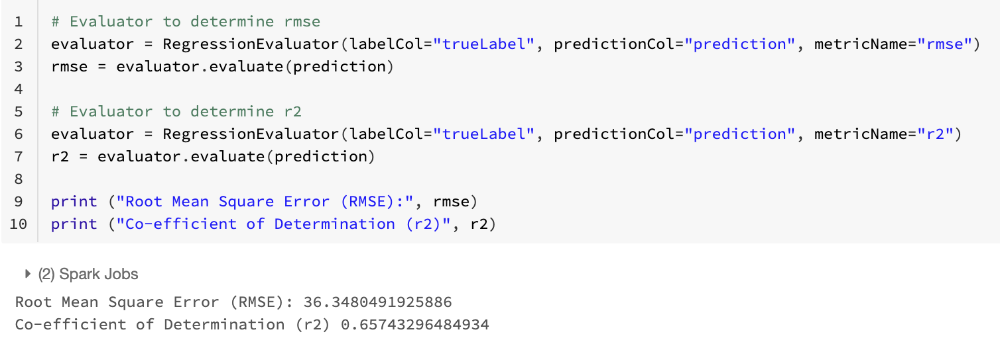 1 # Evaluator to determine rmse
2 evaluator = RegressionEvaluator(labelCol="trueLabel", predictionCol="prediction", metricName="rmse")
3 rmse = evaluator.evaluate(prediction)
4
5 # Evaluator to determine r2
6 evaluator = RegressionEvaluator(labelCol="trueLabel", predictionCol="prediction", metricName="r2")
7 r2 = evaluator.evaluate(prediction)
8
9 print ("Root Mean Square Error (RMSE):", rmse)
10 print ("Co-efficient of Determination (r2)", r2)
(2) Spark Jobs
Root Mean Square Error (RMSE): 36.3480491925886
Co-efficient of Determination (r2) 0.65743296484934